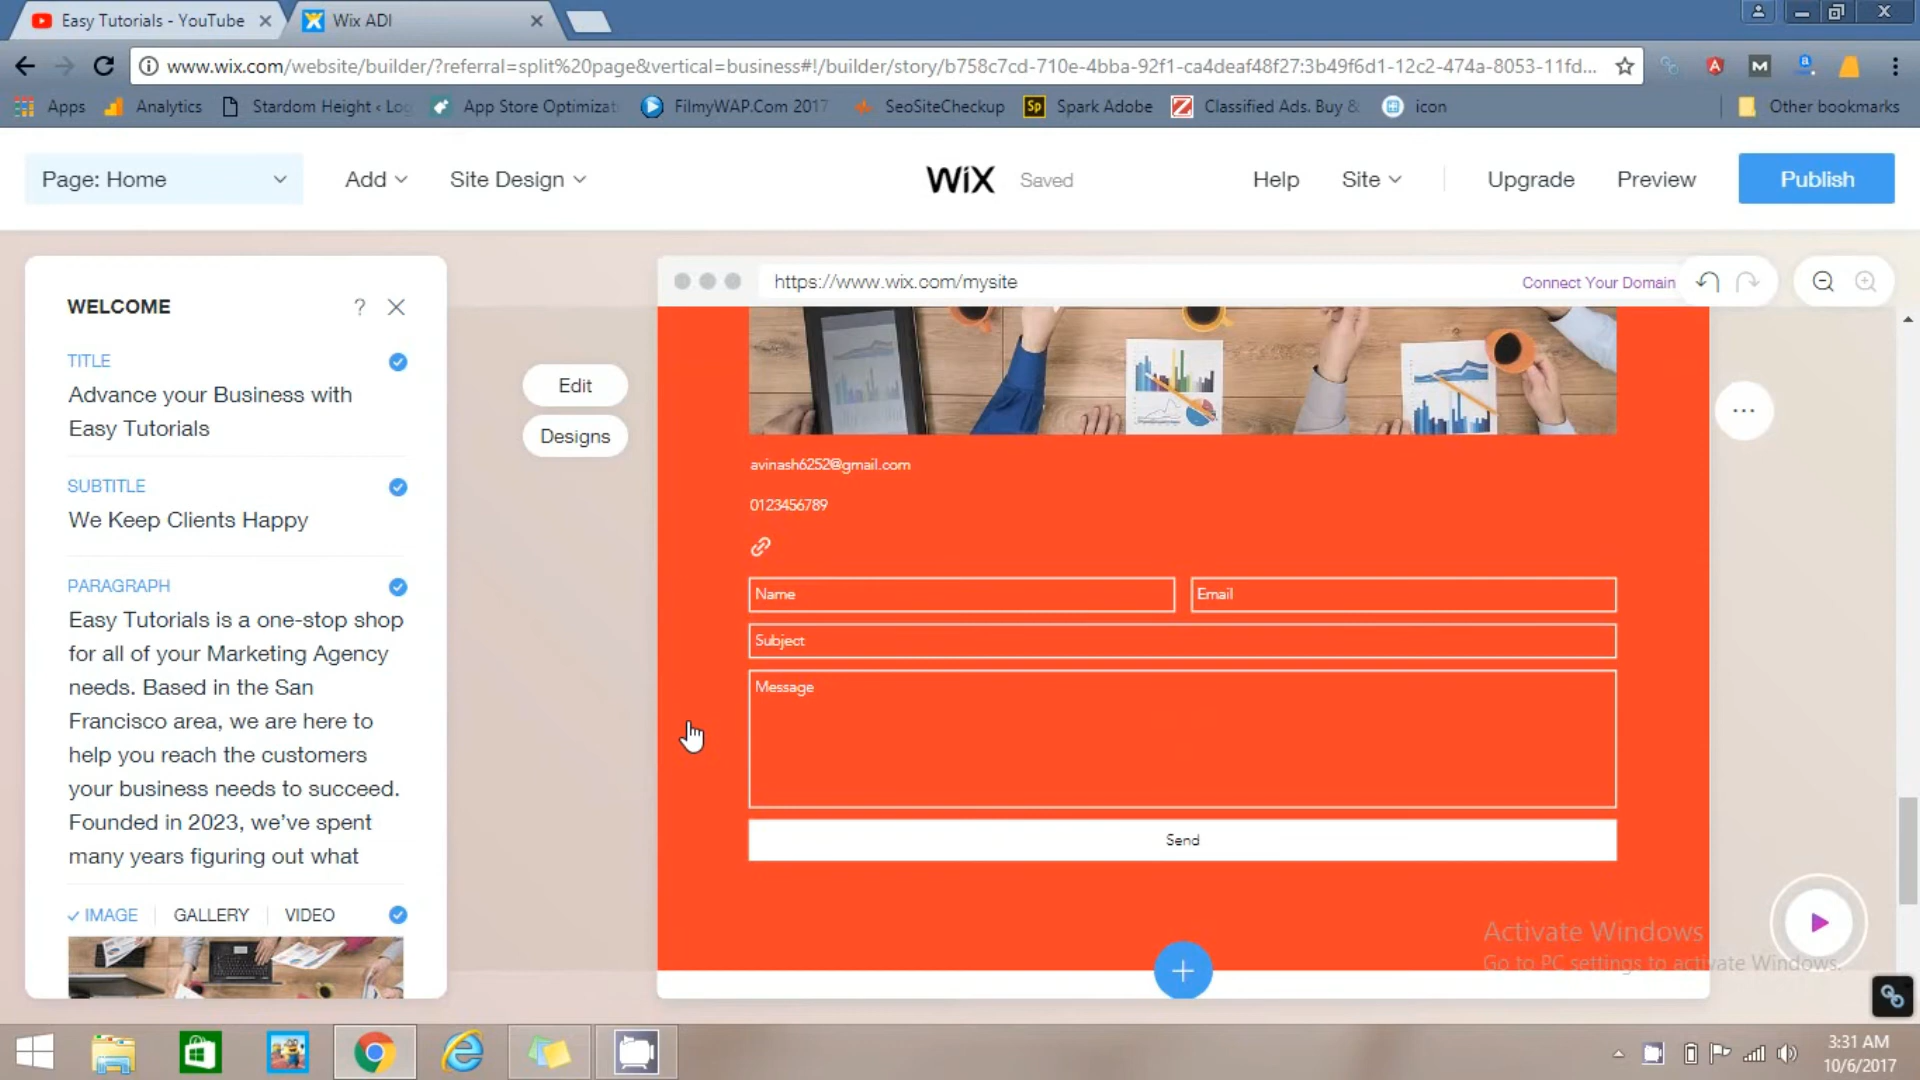 Easy Tutorials - YouTube
Wix ADI
www.wix.com/website/builder/?referral=split%20page&vertical=business#!/builder/story/b758c7cd-710e-4bba-92f1-ca4deaf48f27:3b49f6d1-12c2-474a-8053-11fd...
Apps
Analytics
Stardom Height ‹ Log
App Store Optimizat
FilmyWAP.Com 2017
SeoSiteCheckup
Sp
Spark Adobe
Classified Ads. Buy &
icon
Other bookmarks
Page: Home
Add
Site Design
WiX
Saved
Help
Site
Upgrade
Preview
Publish
WELCOME
?
TITLE
Advance your Business with
Easy Tutorials
SUBTITLE
We Keep Clients Happy
PARAGRAPH
Easy Tutorials is a one-stop shop
for all of your Marketing Agency
needs. Based in the San
Francisco area, we are here to
help you reach the customers
your business needs to succeed.
Founded in 2023, we've spent
many years figuring out what
IMAGE
GALLERY
VIDEO
Edit
Designs
https://www.wix.com/mysite
Connect Your Domain
avinash6252@gmail.com
0123456789
Name
Email
Subject
Message
Send
Activate Windows
Go to PC settings to activate Windows.
3:31 AM
10/6/2017